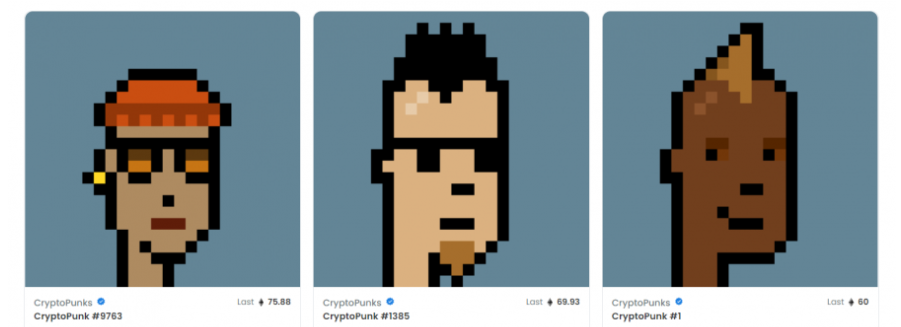 CryptoPunks Last 75.88
CryptoPunk #9763
CryptoPunks Last 69.93
CryptoPunk #1385
CryptoPunks Last 60
CryptoPunk #1